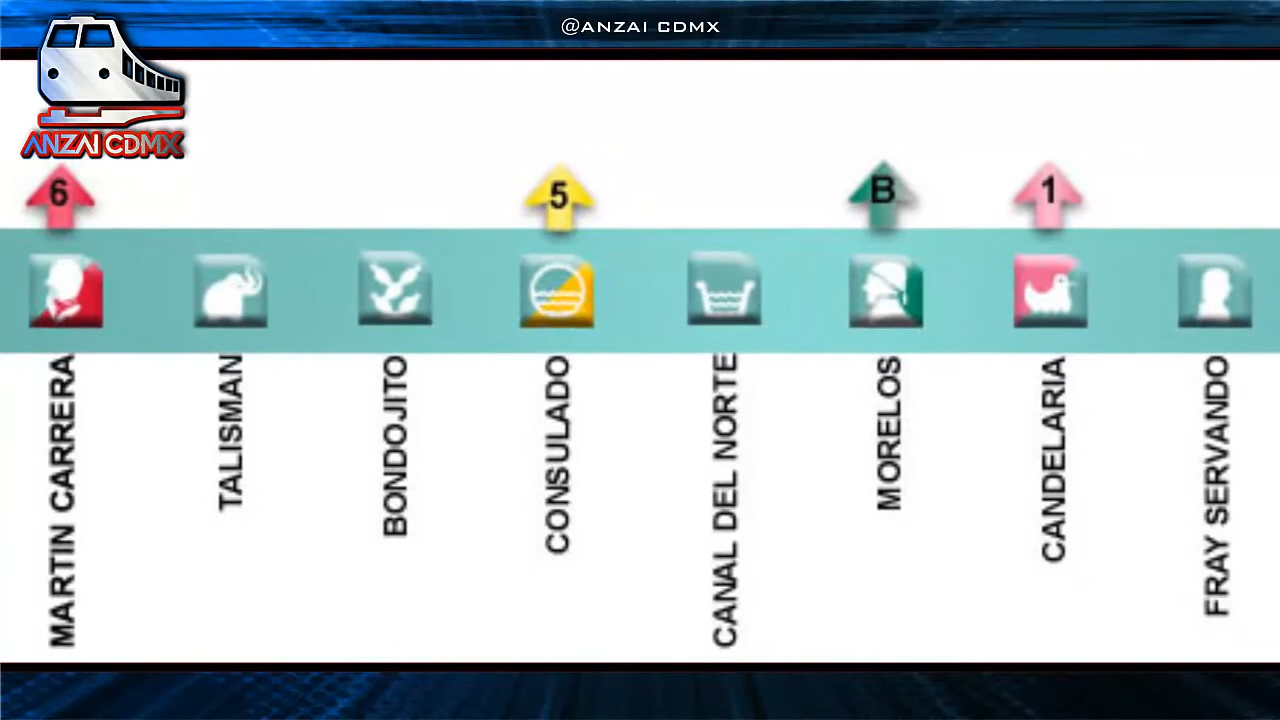 @ANZAI CDMX
ANZAI CDMX
6
5
B
1
MARTIN CARRERA
TALISMAN
BONDOJITO
CONSULADO
CANAL DEL NORTE
MORELOS
CANDELARIA
FRAY SERVANDO